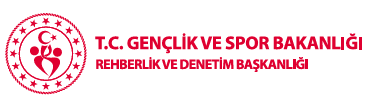 T.C. GENÇLİK VE SPOR BAKANLIĞI
REHBERLİK VE DENETİM BAŞKANLIĞI